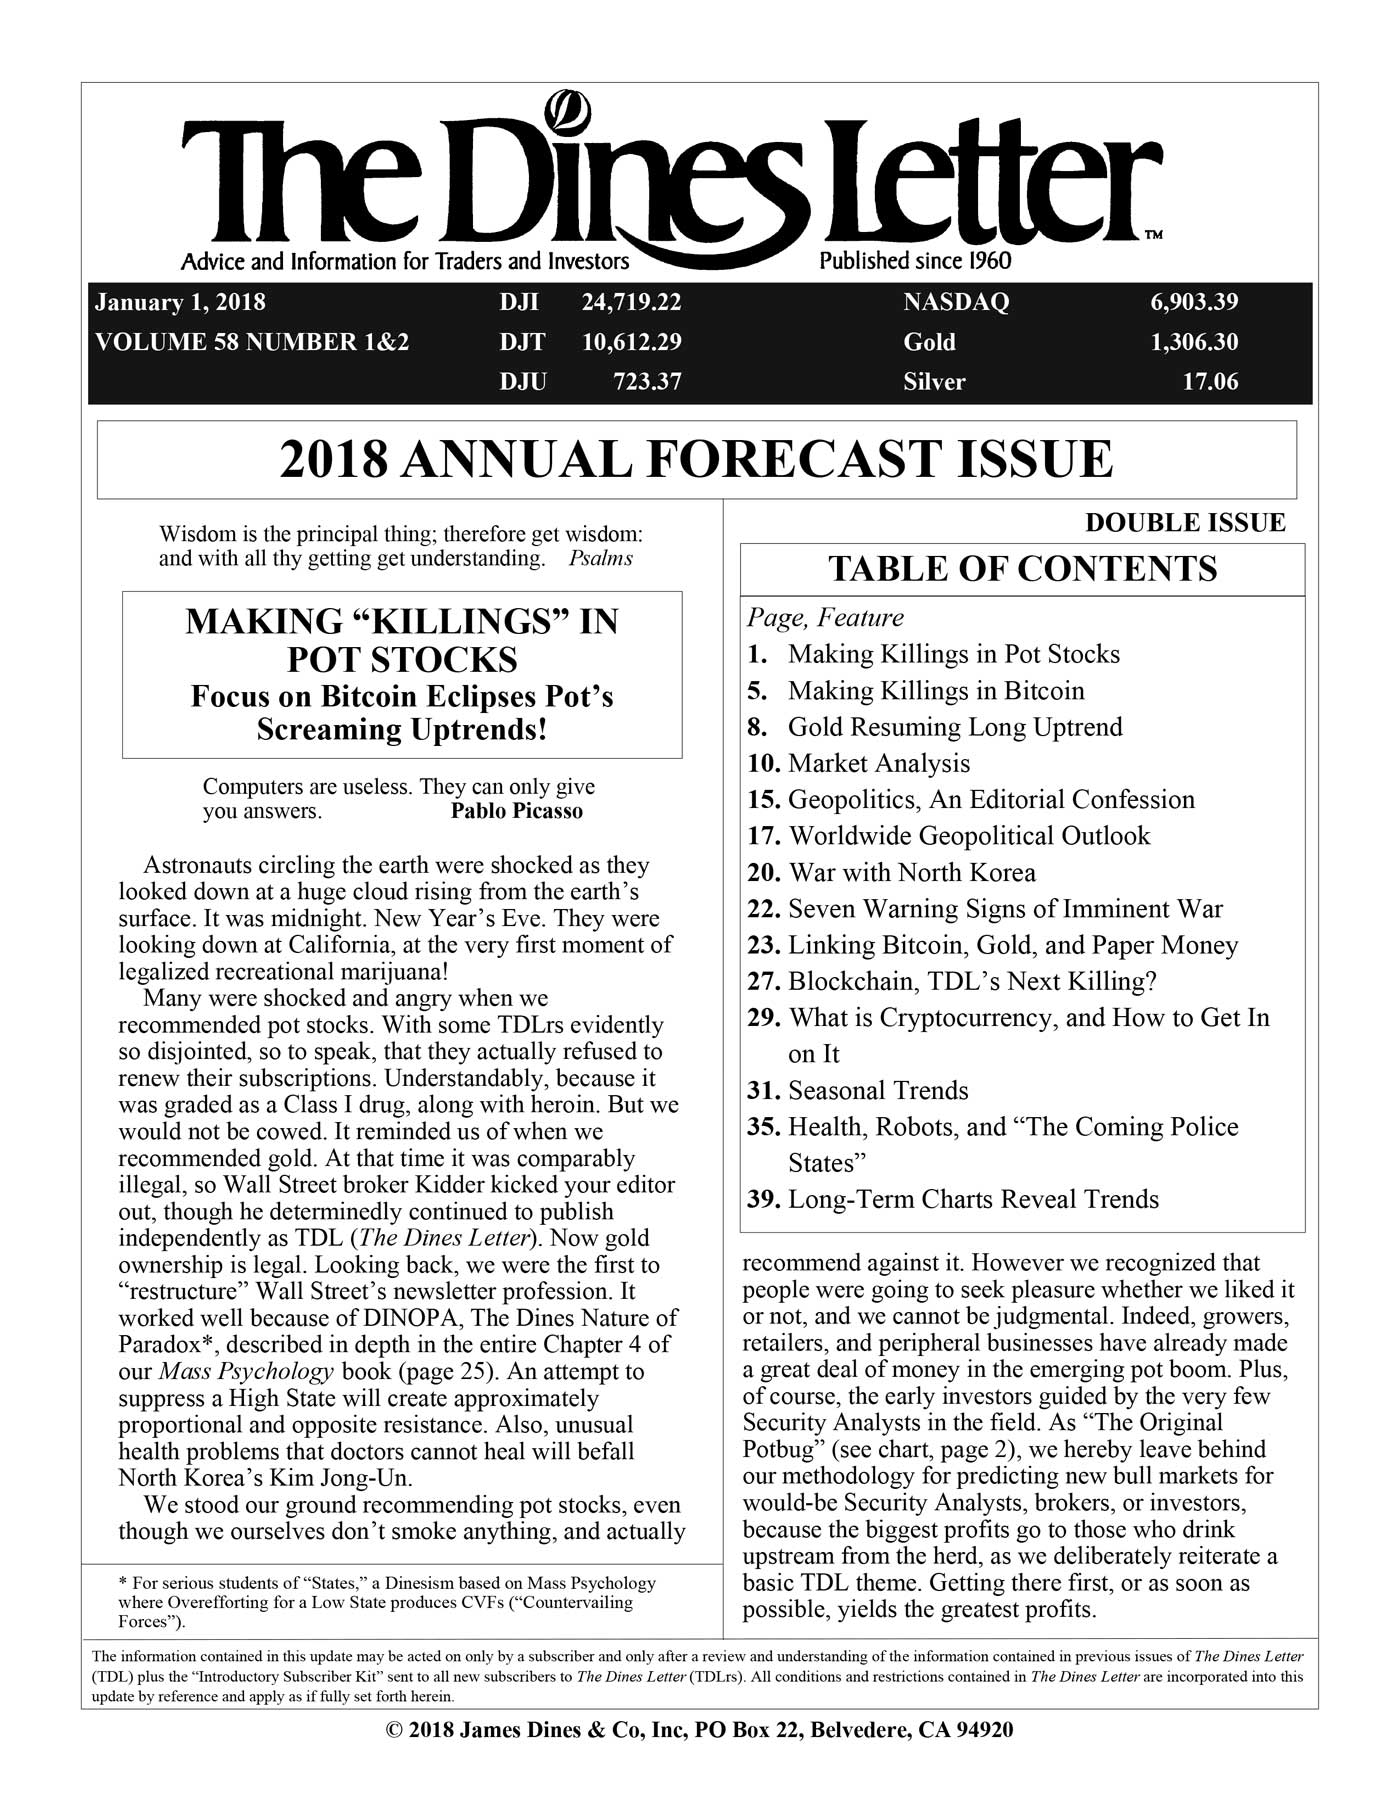 The Dines Letter™
Advice and Information for Traders and Investors
Published since 1960
January 1, 2018 DJI 24,719.22 NASDAQ 6,903.39
VOLUME 58 NUMBER 1&2 DJT 10,612.29 Gold 1,306.30
DJU 723.37 Silver 17.06
2018 ANNUAL FORECAST ISSUE
Wisdom is the principal thing; therefore get wisdom:
and with all thy getting get understanding. Psalms
MAKING “KILLINGS” IN
POT STOCKS
Focus on Bitcoin Eclipses Pot’s
Screaming Uptrends!
Computers are useless. They can only give
you answers. Pablo Picasso
Astronauts circling the earth were shocked as they
looked down at a huge cloud rising from the earth’s
surface. It was midnight. New Year’s Eve. They were
looking down at California, at the very first moment of
legalized recreational marijuana!
Many were shocked and angry when we
recommended pot stocks. With some TDLrs evidently
so disjointed, so to speak, that they actually refused to
renew their subscriptions. Understandably, because it
was graded as a Class I drug, along with heroin. But we
would not be cowed. It reminded us of when we
recommended gold. At that time it was comparably
illegal, so Wall Street broker Kidder kicked your editor
out, though he determinedly continued to publish
independently as TDL (The Dines Letter). Now gold
ownership is legal. Looking back, we were the first to
“restructure” Wall Street’s newsletter profession. It
worked well because of DINOPA, The Dines Nature of
Paradox*, described in depth in the entire Chapter 4 of
our Mass Psychology book (page 25). An attempt to
suppress a High State will create approximately
proportional and opposite resistance. Also, unusual
health problems that doctors cannot heal will befall
North Korea’s Kim Jong-Un.
We stood our ground recommending pot stocks, even
though we ourselves don’t smoke anything, and actually
* For serious students of “States,” a Dinesism based on Mass Psychology
where Overefforting for a Low State produces CVFs (“Countervailing
Forces”).
DOUBLE ISSUE
TABLE OF CONTENTS
Page, Feature
1. Making Killings in Pot Stocks
5. Making Killings in Bitcoin
8. Gold Resuming Long Uptrend
10. Market Analysis
15. Geopolitics, An Editorial Confession
17. Worldwide Geopolitical Outlook
20. War with North Korea
22. Seven Warning Signs of Imminent War
23. Linking Bitcoin, Gold, and Paper Money
27. Blockchain, TDL’s Next Killing?
29. What is Cryptocurrency, and How to Get In
on It
31. Seasonal Trends
35. Health, Robots, and “The Coming Police
States”
39. Long-Term Charts Reveal Trends
recommend against it. However we recognized that
people were going to seek pleasure whether we liked it
or not, and we cannot be judgmental. Indeed, growers,
retailers, and peripheral businesses have already made
a great deal of money in the emerging pot boom. Plus,
of course, the early investors guided by the very few
Security Analysts in the field. As “The Original
Potbug” (see chart, page 2), we hereby leave behind
our methodology for predicting new bull markets for
would-be Security Analysts, brokers, or investors,
because the biggest profits go to those who drink
upstream from the herd, as we deliberately reiterate a
basic TDL theme. Getting there first, or as soon as
possible, yields the greatest profits.
The information contained in this update may be acted on only by a subscriber and only after a review and understanding of the information contained in previous issues of The Dines Letter
(TDL) plus the “Introductory Subscriber Kit” sent to all new subscribers to The Dines Letter (TDLrs). All conditions and restrictions contained in The Dines Letter are incorporated into this
update by reference and apply as if fully set forth herein.
© 2018 James Dines & Co, Inc, PO Box 22, Belvedere, CA 94920